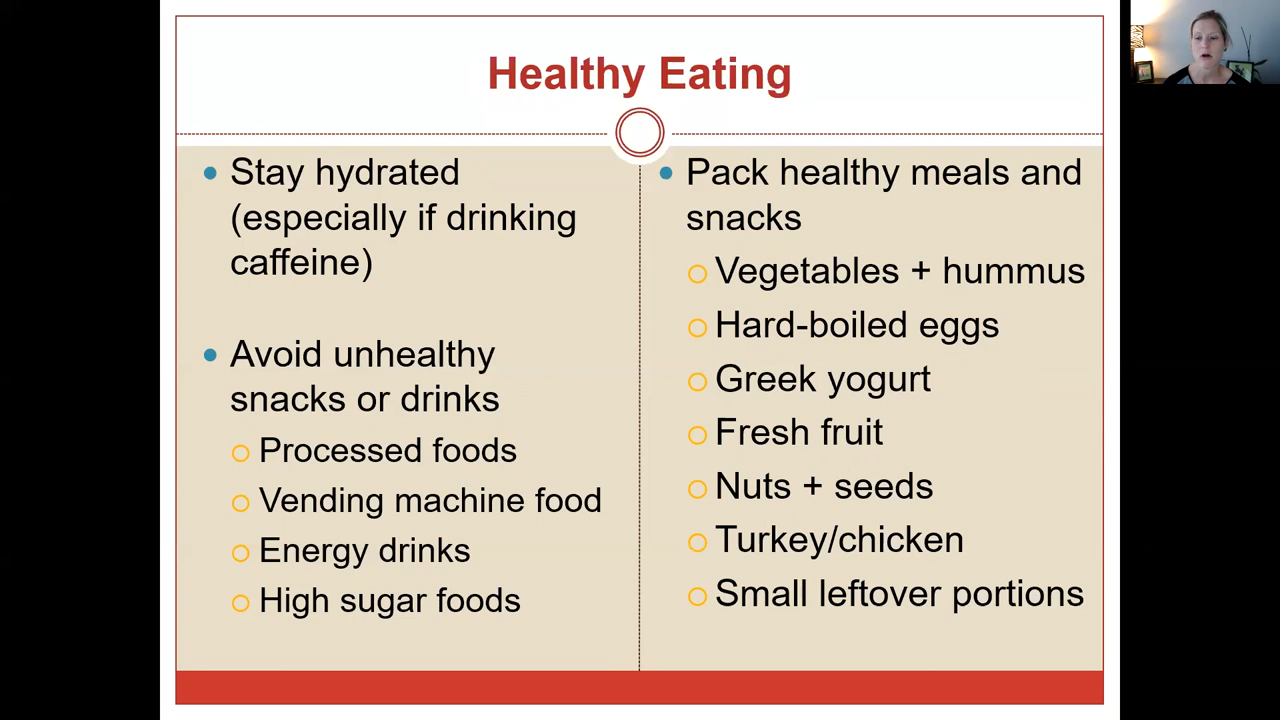 Healthy Eating
Stay hydrated
(especially if drinking
caffeine)
Avoid unhealthy
snacks or drinks
Processed foods
Vending machine food
Energy drinks
High sugar foods
Pack healthy meals and
snacks
Vegetables + hummus
Hard-boiled eggs
Greek yogurt
Fresh fruit
Nuts + seeds
Turkey/chicken
Small leftover portions